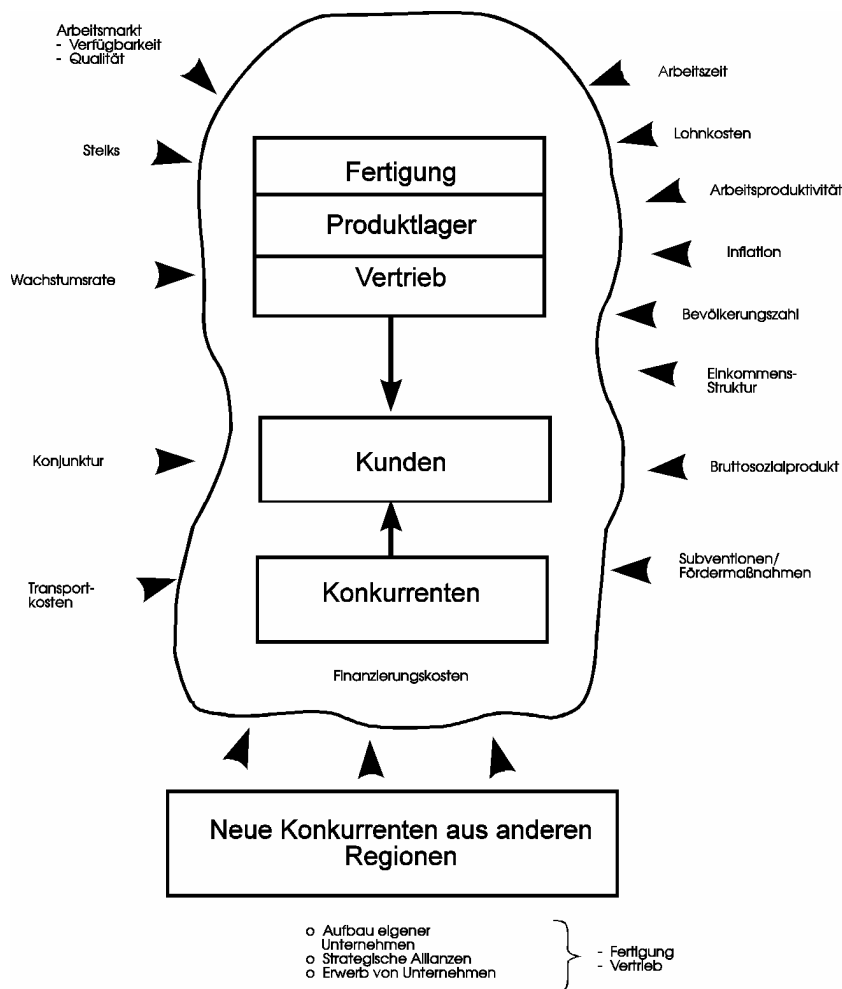 Arbeitsmarkt
- Verfügbarkeit
- Qualität
Steiks
Wachstumsrate
Konjunktur
Transport-
kosten
Fertigung
Produktlager
Vertrieb
Kunden
Konkurrenten
Finanzierungskosten
Arbeitszeit
Lohnkosten
Arbeitsproduktivität
Inflation
Bevölkerungszahl
Einkommens-
Struktur
Bruttosozialprodukt
Subventionen/
Fördermaßnahmen
Neue Konkurrenten aus anderen
Regionen
o Aufbau eigener
Unternehmen
o Strategische Allianzen
o Erwerb von Unternehmen
- Fertigung
- Vertrieb